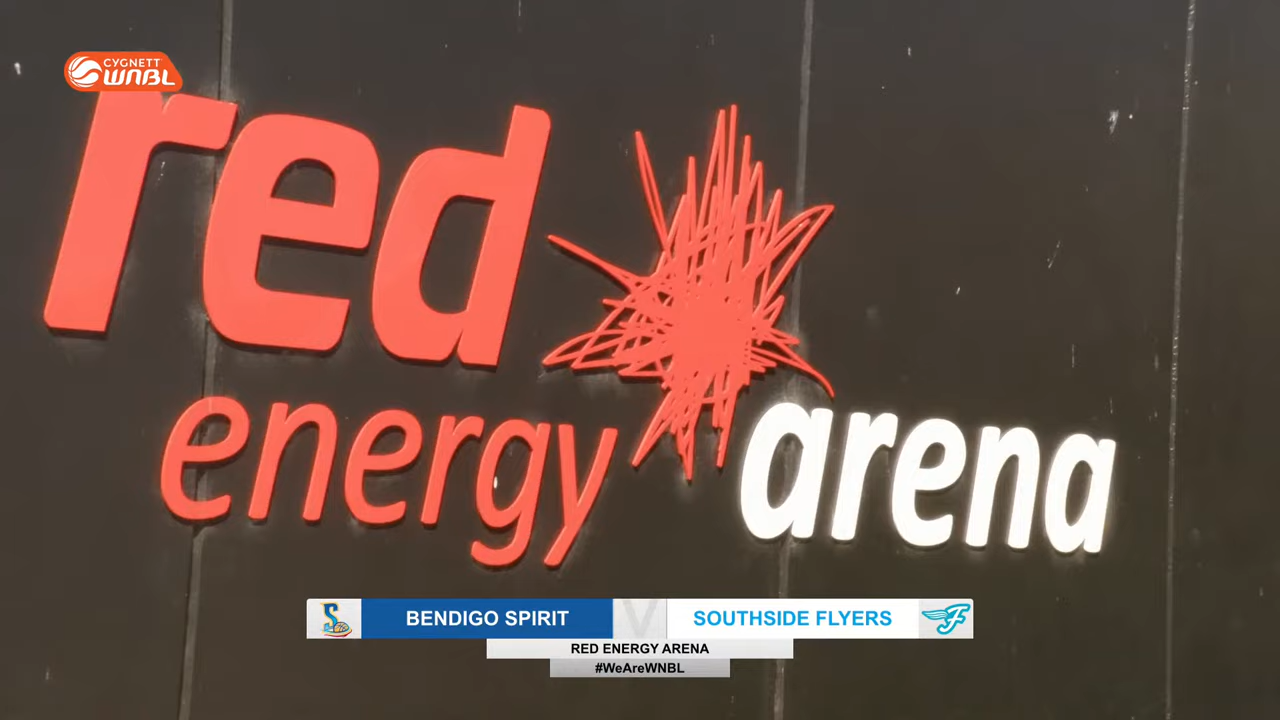 CYGNETT
WNBL
red
energy arena
BENDIGO SPIRIT V SOUTHSIDE FLYERS
RED ENERGY ARENA
#WeAreWNBL